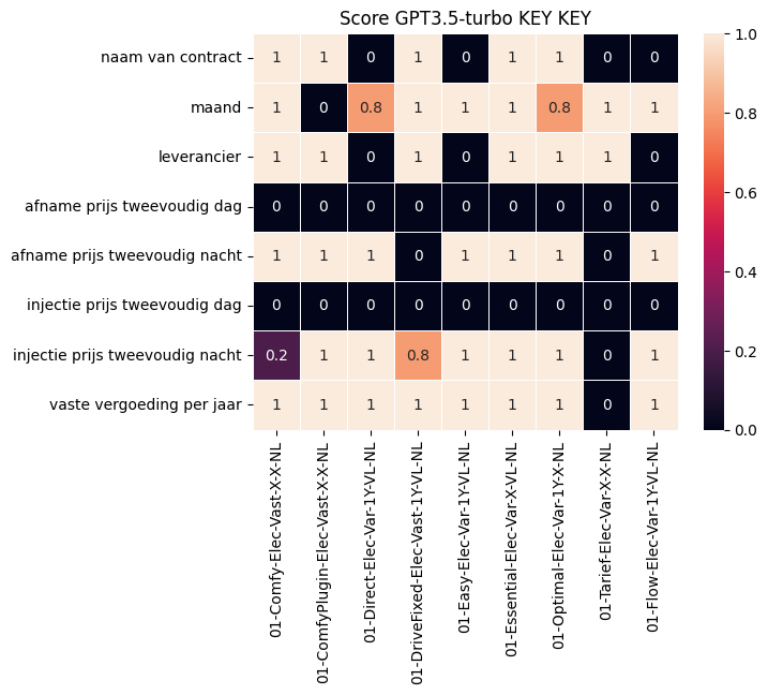 Score GPT3.5-turbo KEY KEY
naam van contract 1 1 0 1 0 1 1 0 0
maand 1 0 0.8 1 1 1 0.8 1 1
leverancier 1 1 0 1 0 1 1 1 0
afname prijs tweevoudig dag 0 0 0 0 0 0 0 0 0
afname prijs tweevoudig nacht 1 1 1 0 1 1 1 0 1
injectie prijs tweevoudig dag 0 0 0 0 0 0 0 0 0
injectie prijs tweevoudig nacht 0.2 1 1 0.8 1 1 1 0 1
vaste vergoeding per jaar 1 1 1 1 1 1 1 0 1
01-Comfy-Elec-Vast-X-X-NL
01-ComfyPlugin-Elec-Vast-X-X-NL
01-Direct-Elec-Var-1Y-VL-NL
01-DriveFixed-Elec-Vast-1Y-VL-NL
01-Easy-Elec-Var-1Y-VL-NL
01-Essential-Elec-Var-X-VL-NL
01-Optimal-Elec-Var-1Y-X-NL
01-Tarief-Elec-Var-X-X-NL
01-Flow-Elec-Var-1Y-VL-NL
1.0
0.8
0.6
0.4
0.2
0.0